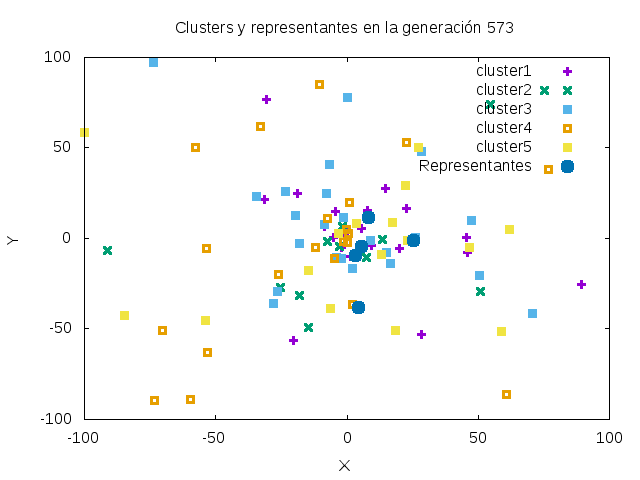 Clusters y representantes en la generación 573
100
50
0
-50
-100
-100
-50
0
50
100
Y
X
cluster1
cluster2
cluster3
cluster4
cluster5
Representantes